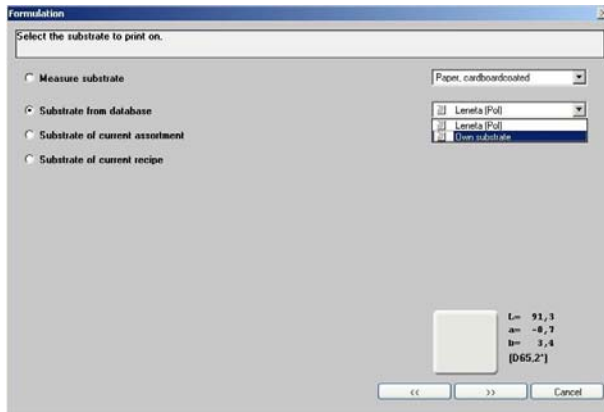 Formulation
Select the substrate to print on.
Measure substrate
Paper, cardboardcoated
Substrate from database
Leneta (Pol)
Substrate of current assortment
Leneta (Pol)
Own substrate
Substrate of current recipe
L= 91,3
a= -0,7
b= 3,4
(D65,2°)
<< >> Cancel